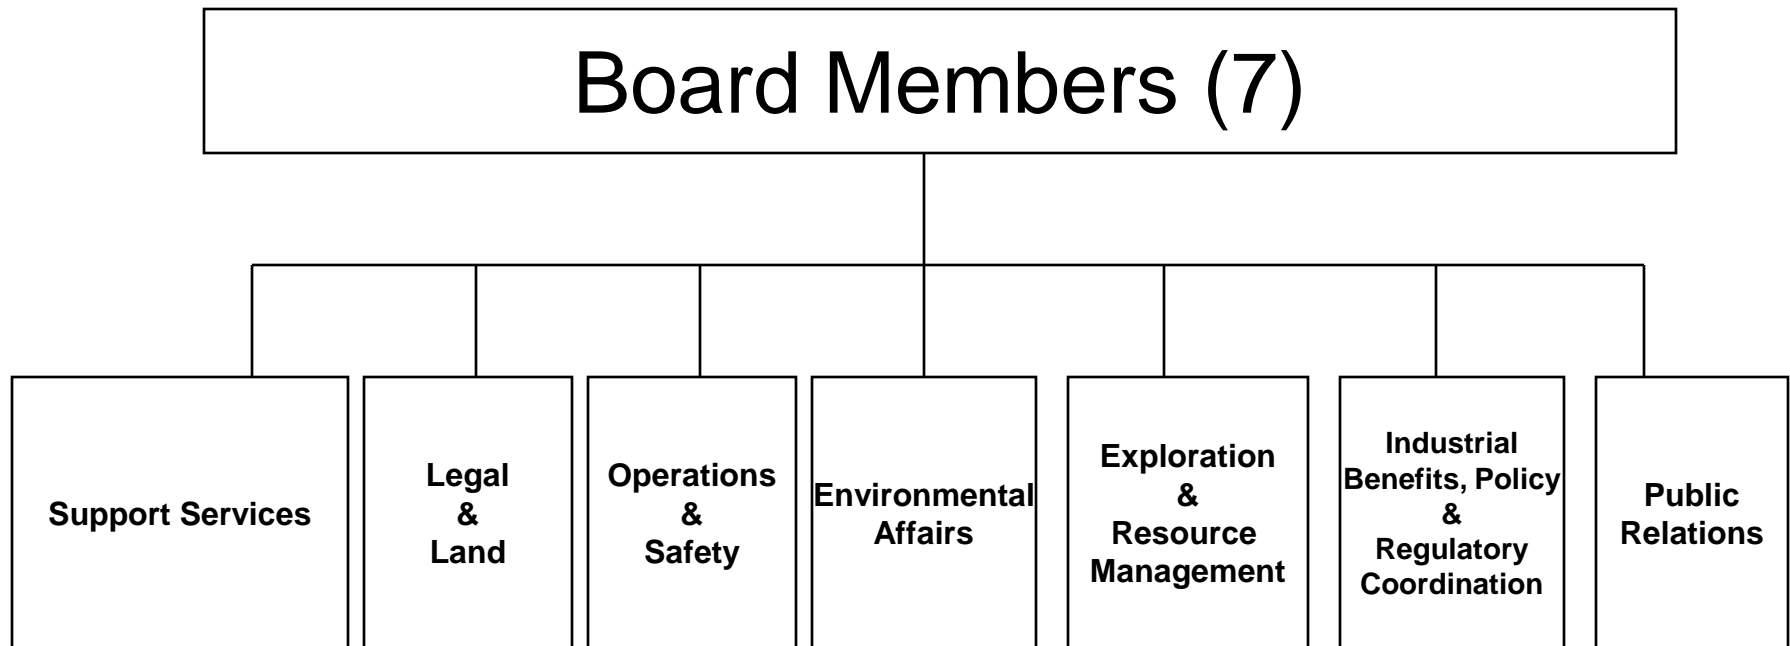 Board Members (7)
Support Services
Legal
&
Land
Operations
&
Safety
Environmental
Affairs
Exploration
&
Resource
Management
Industrial
Benefits, Policy
&
Regulatory
Coordination
Public
Relations